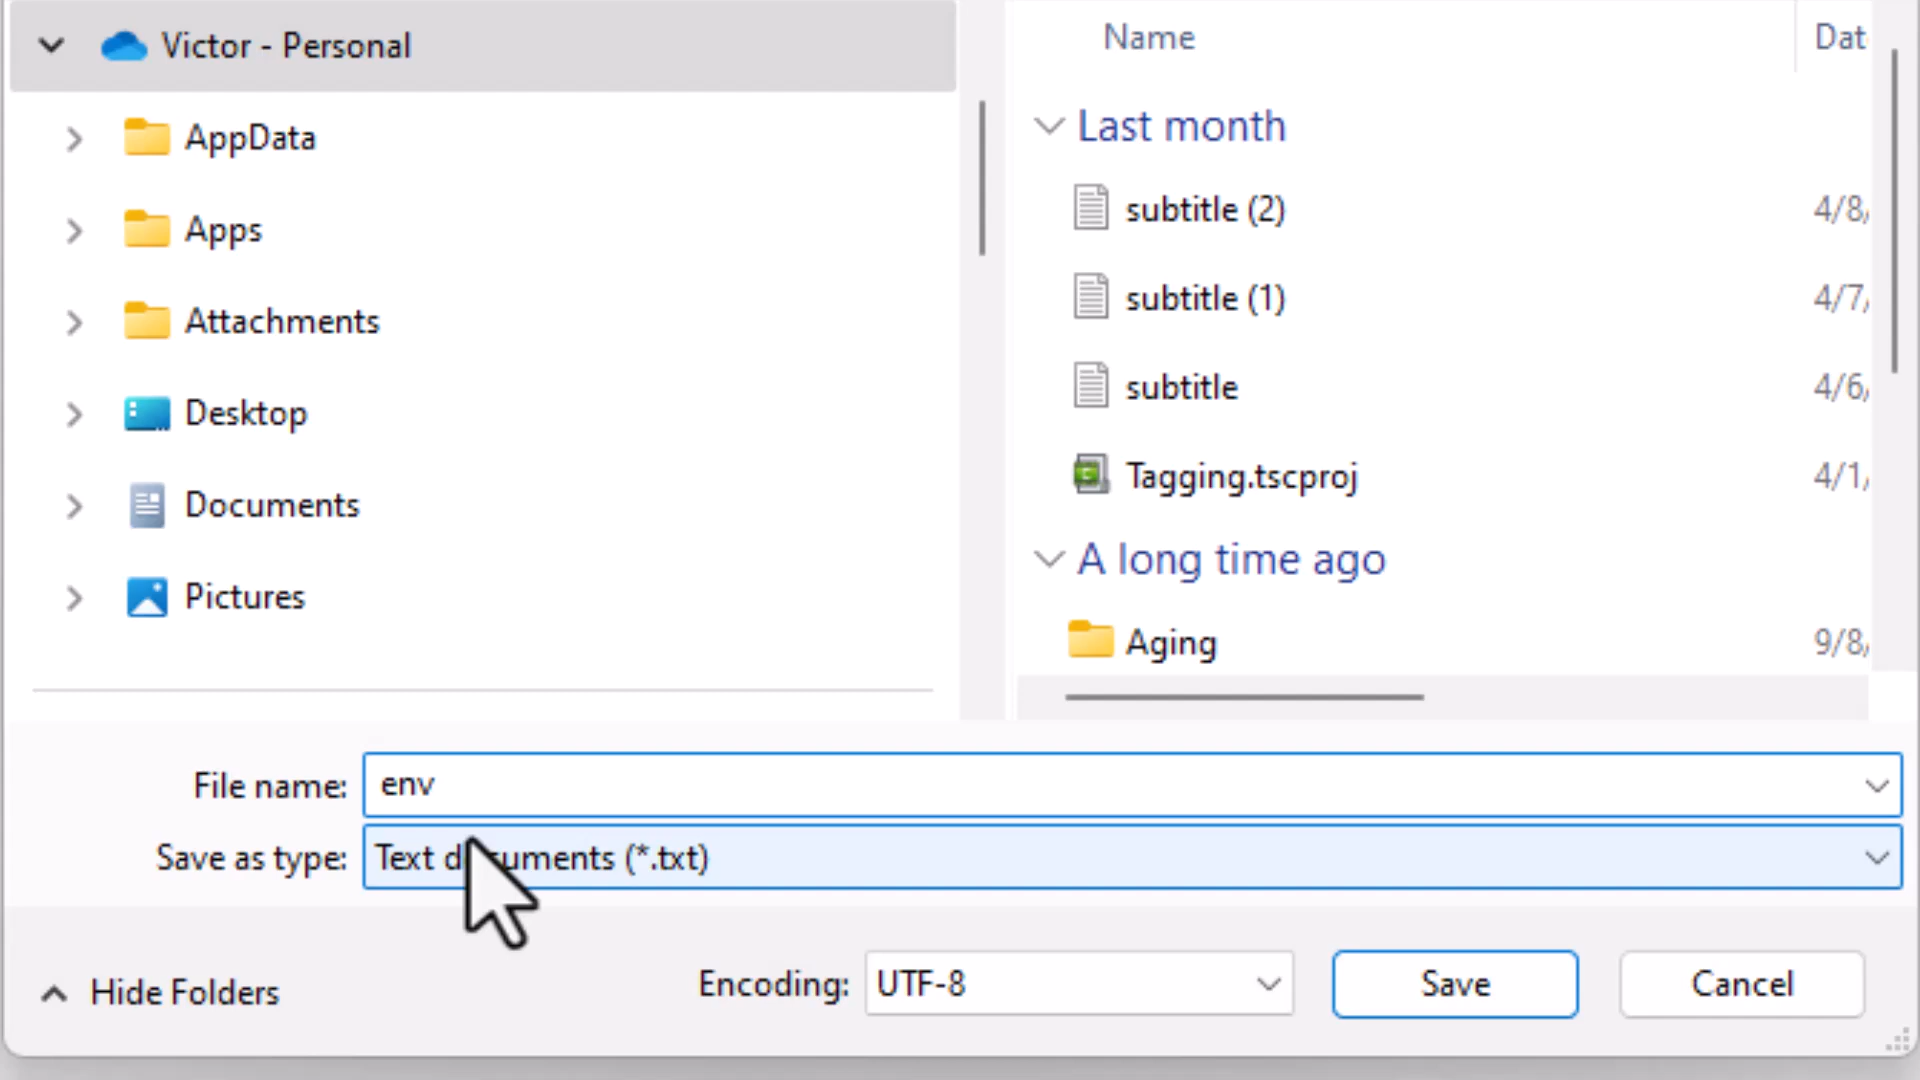 Victor - Personal
AppData
Apps
Attachments
Desktop
Documents
Pictures
Name
Dat
Last month
subtitle (2)
4/8/
subtitle (1)
4/7/
subtitle
4/6/
Tagging.tscproj
4/1/
A long time ago
Aging
9/8/
File name: env
Save as type: Text documents (*.txt)
Hide Folders
Encoding: UTF-8
Save
Cancel